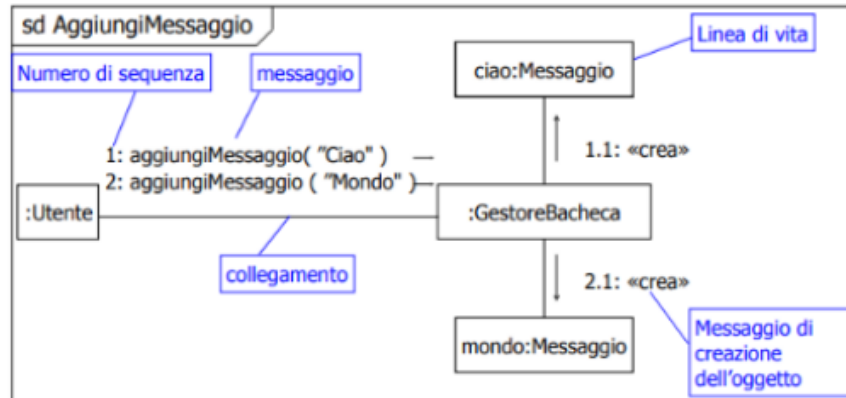 sd AggiungiMessaggio
Linea di vita
Numero di sequenza
messaggio
ciao:Messaggio
1: aggiungiMessaggio( "Ciao" )
1.1: «crea»
2: aggiungiMessaggio ( "Mondo" )
:Utente
:GestoreBacheca
collegamento
2.1: «crea»
mondo:Messaggio
Messaggio di
creazione
dell'oggetto